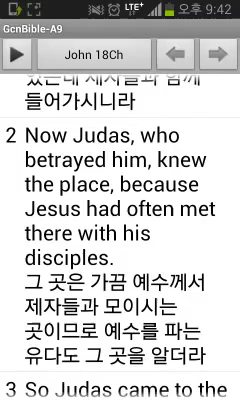 LTE 오후 9:42
GcnBible-A9
John 18Ch
있는데 제자들과 함께
들어가시니라
2 Now Judas, who
betrayed him, knew
the place, because
Jesus had often met
there with his
disciples.
그 곳은 가끔 예수께서
제자들과 모이시는
곳이므로 예수를 파는
유다도 그 곳을 알더라
3 So Judas came to the